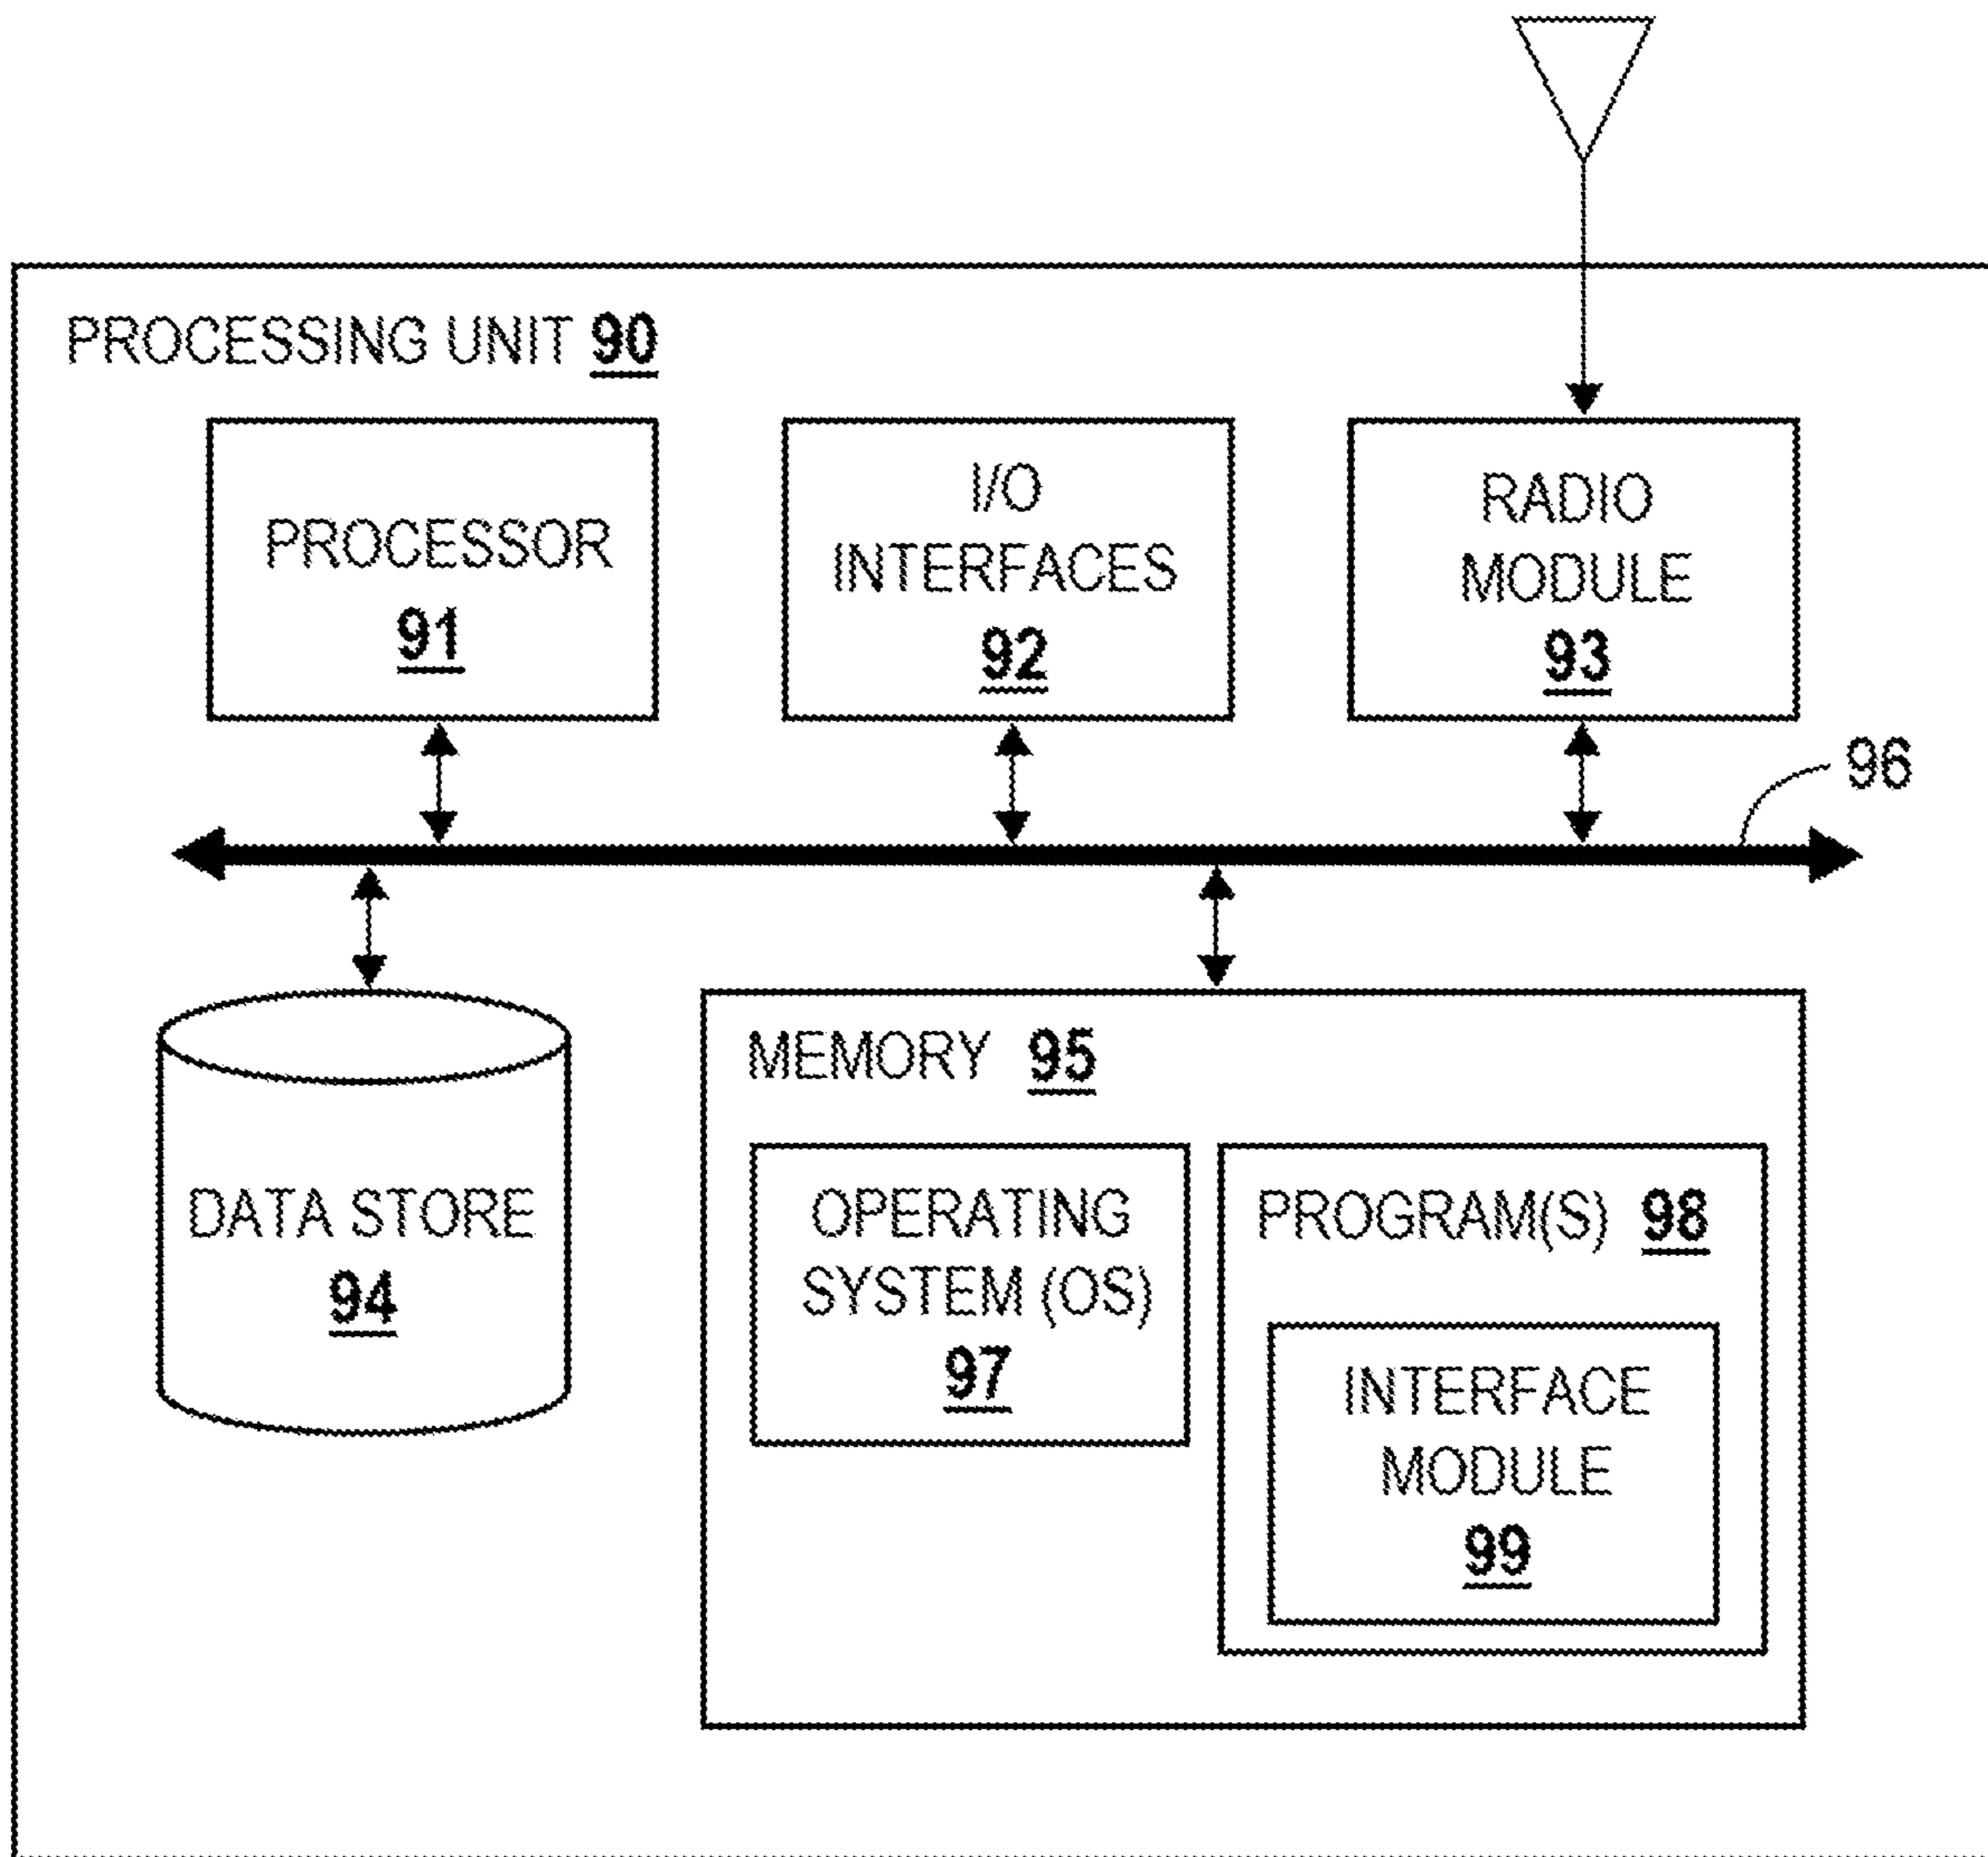 PROCESSING UNIT 90
PROCESSOR
91
I/O
INTERFACES
92
RADIO
MODULE
93
96
DATA STORE
94
MEMORY 95
OPERATING
SYSTEM (OS)
97
PROGRAM(S) 98
INTERFACE
MODULE
99